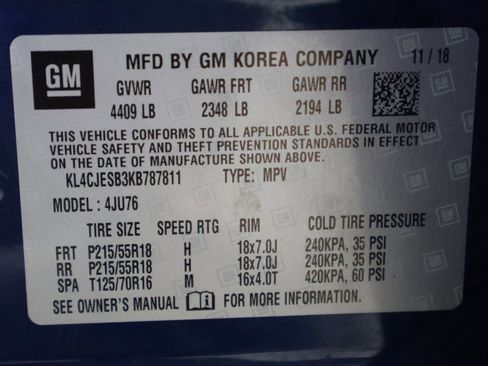 GM MFD BY GM KOREA COMPANY 11/18
GVWR GAWR FRT GAWR RR
4409 LB 2348 LB 2194 LB
THIS VEHICLE CONFORMS TO ALL APPLICABLE U.S. FEDERAL MOTOR
VEHICLE SAFETY AND THEFT PREVENTION STANDARDS IN EFFECT
ON THE DATE OF MANUFACTURE SHOWN ABOVE.
KL4CJESB3KB787811 TYPE: MPV
MODEL : 4JU76
TIRE SIZE SPEED RTG RIM COLD TIRE PRESSURE
FRT P215/55R18 H 18x7.0J 240KPA, 35 PSI
RR P215/55R18 H 18x7.0J 240KPA, 35 PSI
SPA T125/70R16 M 16x4.0T 420KPA, 60 PSI
SEE OWNER'S MANUAL FOR MORE INFORMATION